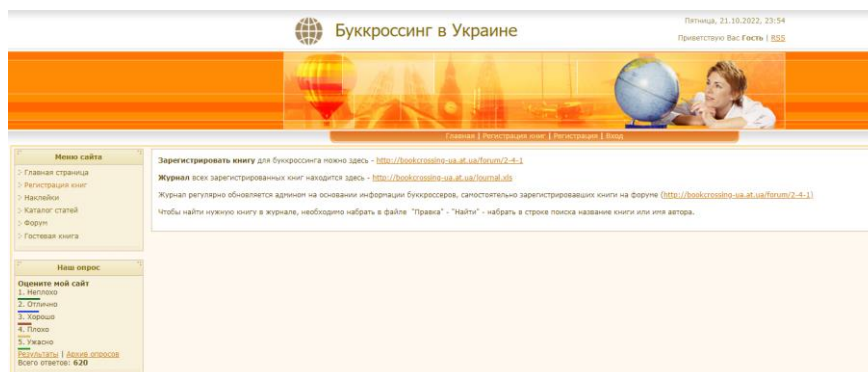 Буккроссинг в Украине
Пятница, 21.10.2022, 23:54
Приветствую Вас Гость | RSS
Главная | Регистрация книг | Регистрация | Вход
Меню сайта
Главная страница
Регистрация книг
Наклейки
Каталог статей
Форум
Гостевая книга
Наш опрос
Оцените мой сайт
1. Неплохо
2. Отлично
3. Хорошо
4. Плохо
5. Ужасно
Результаты | Архив опросов
Всего ответов: 620
Зарегистрировать книгу для буккроссинга можно здесь - http://bookcrossing-ua.at.ua/forum/2-4-1
Журнал всех зарегистрированных книг находится здесь - http://bookcrossing-ua.at.ua/journal.xls
Журнал регулярно обновляется админом на основании информации буккроссеров, самостоятельно зарегистрировавших книги на форуме (http://bookcrossing-ua.at.ua/forum/2-4-1)
Чтобы найти нужную книгу в журнале, необходимо набрать в файле "Правка" - "Найти" - набрать в строке поиска название книги или имя автора.